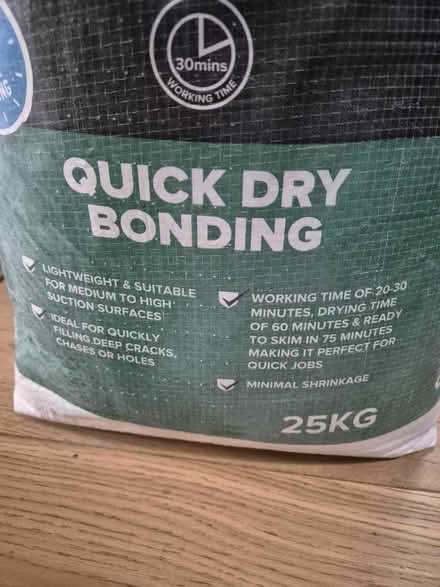 30mins
WORKING TIME
QUICK DRY
BONDING
LIGHTWEIGHT & SUITABLE
FOR MEDIUM TO HIGH
SUCTION SURFACES
IDEAL FOR QUICKLY
FILLING DEEP CRACKS,
CHASES OR HOLES
WORKING TIME OF 20-30
MINUTES, DRYING TIME
OF 60 MINUTES & READY
TO SKIM IN 75 MINUTES
MAKING IT PERFECT FOR
QUICK JOBS
MINIMAL SHRINKAGE
25KG